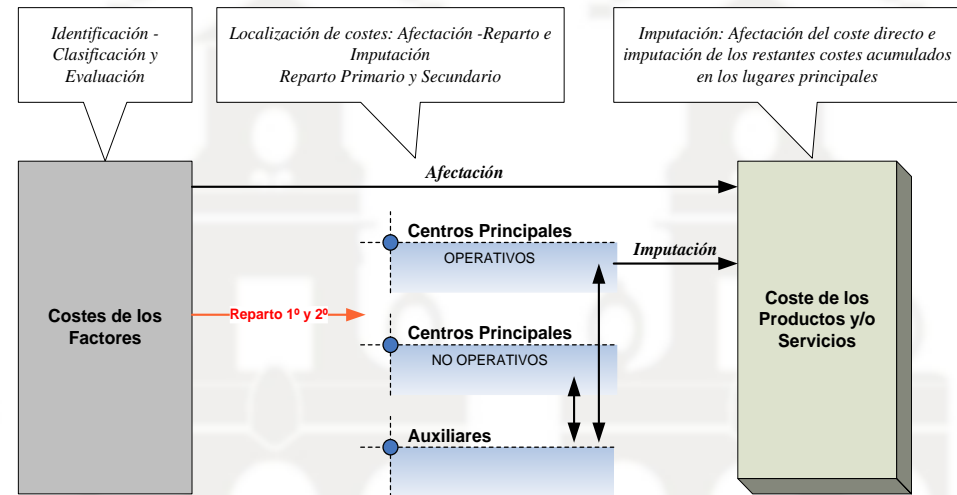 Identificación -
Clasificación y
Evaluación
Localización de costes: Afectación -Reparto e
Imputación
Reparto Primario y Secundario
Imputación: Afectación del coste directo e
imputación de los restantes costes acumulados
en los lugares principales
Afectación
Centros Principales
OPERATIVOS
Imputación
Costes de los
Factores
Reparto 1º y 2º
Coste de los
Productos y/o
Servicios
Centros Principales
NO OPERATIVOS
Auxiliares